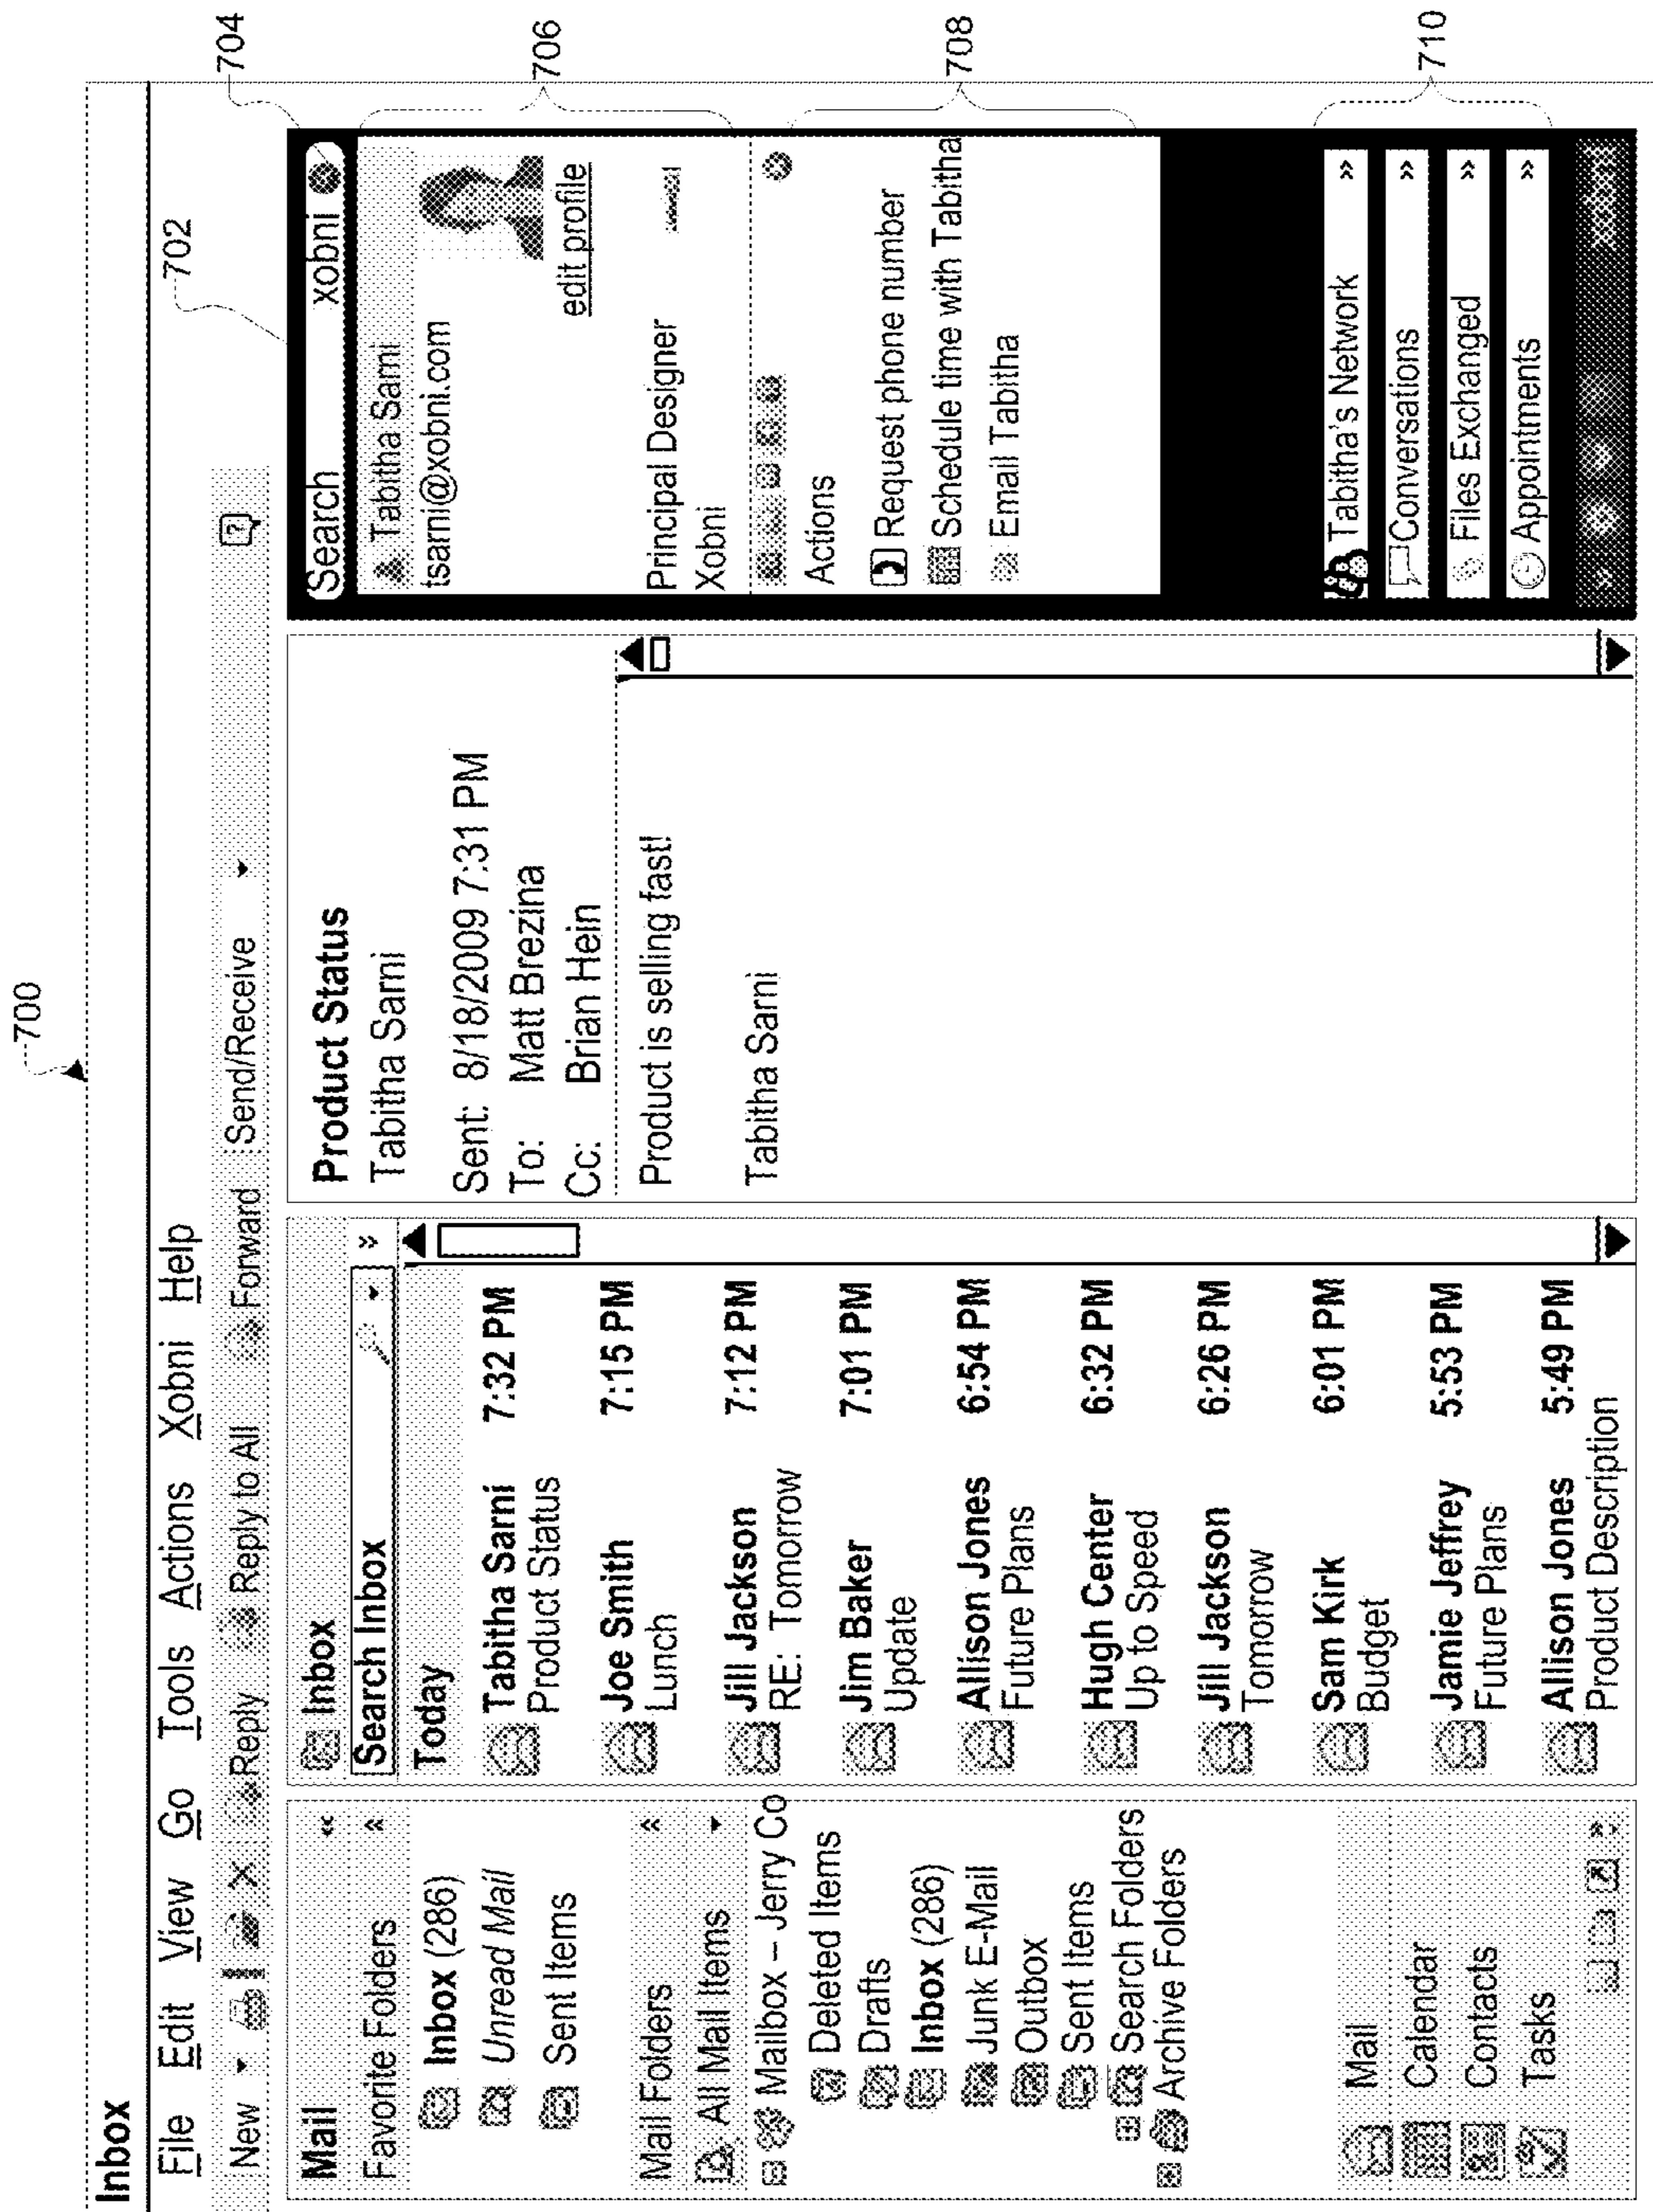 700
Inbox
File Edit View Go Tools Actions Xobni Help
New Reply Reply to All Forward Send/Receive
702
704
Mail
Favorite Folders
Inbox (286)
Unread Mail
Sent Items
Mail Folders
All Mail Items
Mailbox – Jerry Co
Deleted Items
Drafts
Inbox (286)
Junk E-Mail
Outbox
Sent Items
Search Folders
Archive Folders
Mail
Calendar
Contacts
Tasks
Inbox
Search Inbox
Today
Tabitha Sarni 7:32 PM
Product Status
Joe Smith 7:15 PM
Lunch
Jill Jackson 7:12 PM
RE: Tomorrow
Jim Baker 7:01 PM
Update
Allison Jones 6:54 PM
Future Plans
Hugh Center 6:32 PM
Up to Speed
Jill Jackson 6:26 PM
Tomorrow
Sam Kirk 6:01 PM
Budget
Jamie Jeffrey 5:53 PM
Future Plans
Allison Jones 5:49 PM
Product Description
Product Status
Tabitha Sarni
Sent: 8/18/2009 7:31 PM
To: Matt Brezina
Cc: Brian Hein
Product is selling fast!
Tabitha Sarni
Search xobni
Tabitha Sarni
tsarni@xobni.com
edit profile
Principal Designer
Xobni
706
Actions
Request phone number
Schedule time with Tabitha
Email Tabitha
708
Tabitha's Network
Conversations
Files Exchanged
Appointments
710